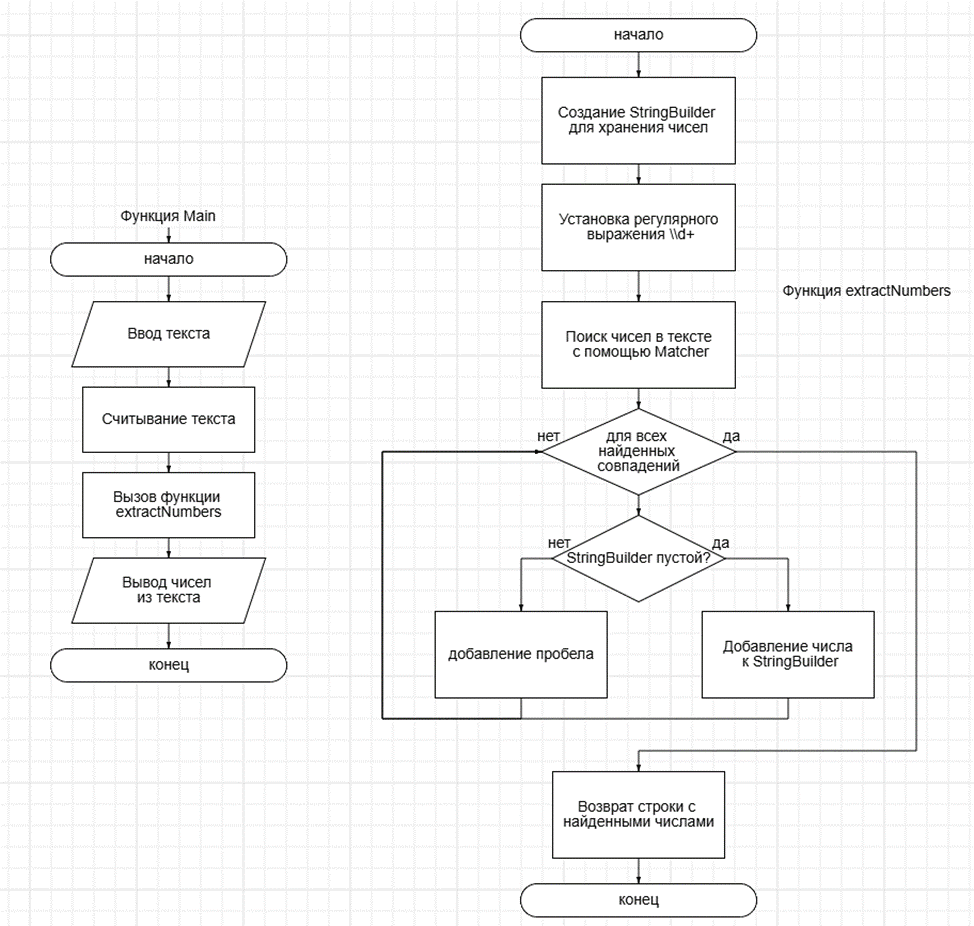 Функция Main
начало
Ввод текста
Считывание текста
Вызов функции
extractNumbers
Вывод чисел
из текста
конец
начало
Создание StringBuilder
для хранения чисел
Установка регулярного
выражения \\d+
Функция extractNumbers
Поиск чисел в тексте
с помощью Matcher
нет
для всех
найденных
совпадений
да
нет
StringBuilder пустой?
да
добавление пробела
Добавление числа
к StringBuilder
Возврат строки с
найденными числами
конец